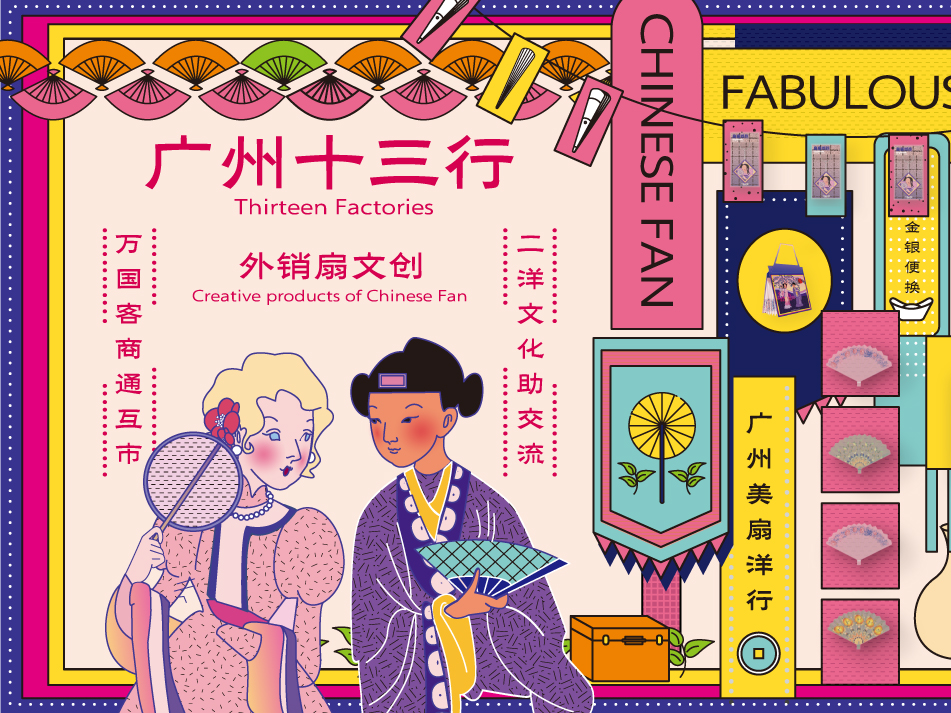 广州十三行
Thirteen Factories
外销扇文创
Creative products of Chinese Fan
万国客商通互市
二洋文化助交流
CHINESE FAN
FABULOUS
金银便换
广州美扇洋行